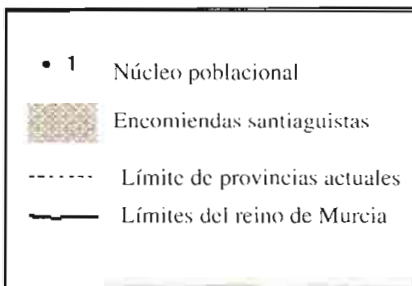 • 1 Núcleo poblacional
Encomiendas santiaguistas
Límite de provincias actuales
Límites del reino de Murcia